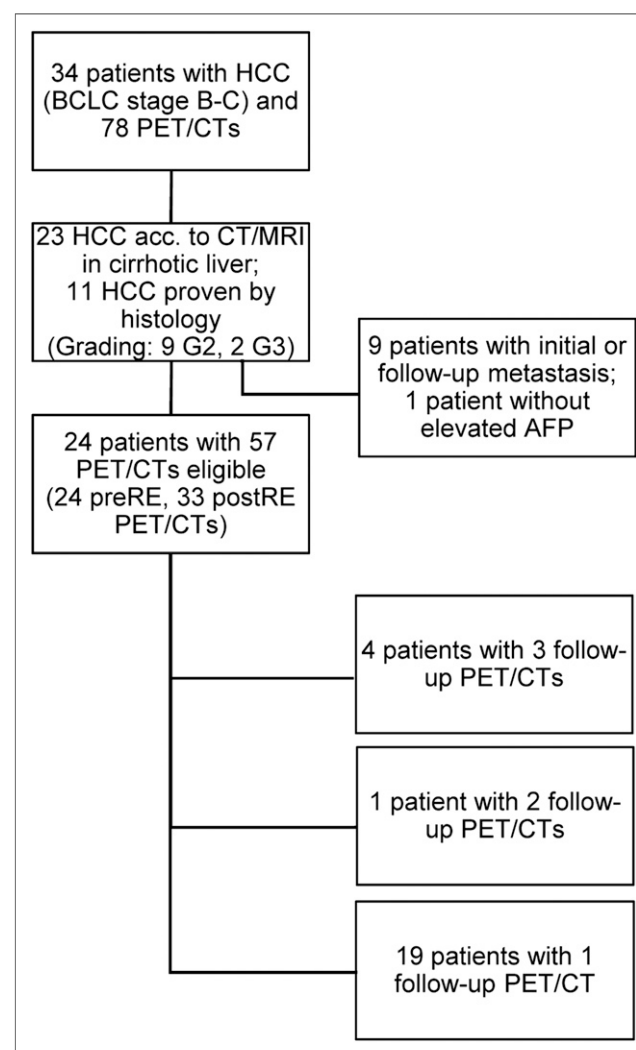 34 patients with HCC
(BCLC stage B-C) and
78 PET/CTs
23 HCC acc. to CT/MRI
in cirrhotic liver;
11 HCC proven by
histology
(Grading: 9 G2, 2 G3)
9 patients with initial or
follow-up metastasis;
1 patient without
elevated AFP
24 patients with 57
PET/CTs eligible
(24 preRE, 33 postRE
PET/CTs)
4 patients with 3 follow-
up PET/CTs
1 patient with 2 follow-
up PET/CTs
19 patients with 1
follow-up PET/CT